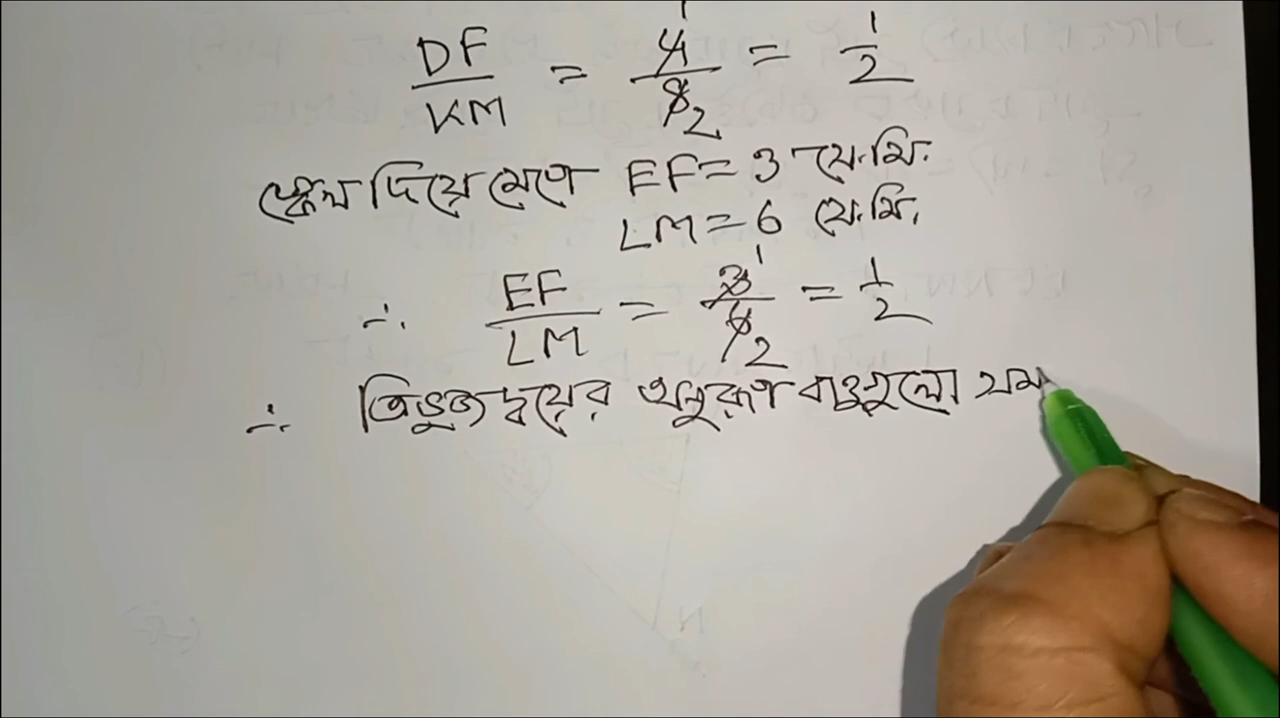 DF/KM = 4/8 = 1/2
স্কেল দিয়ে মেপে EF = 3 সে.মি.
LM = 6 সে.মি.
∴ EF/LM = 3/6 = 1/2
∴ ত্রিভুজদ্বয়ের অনুরূপ বাহুগুলো সম